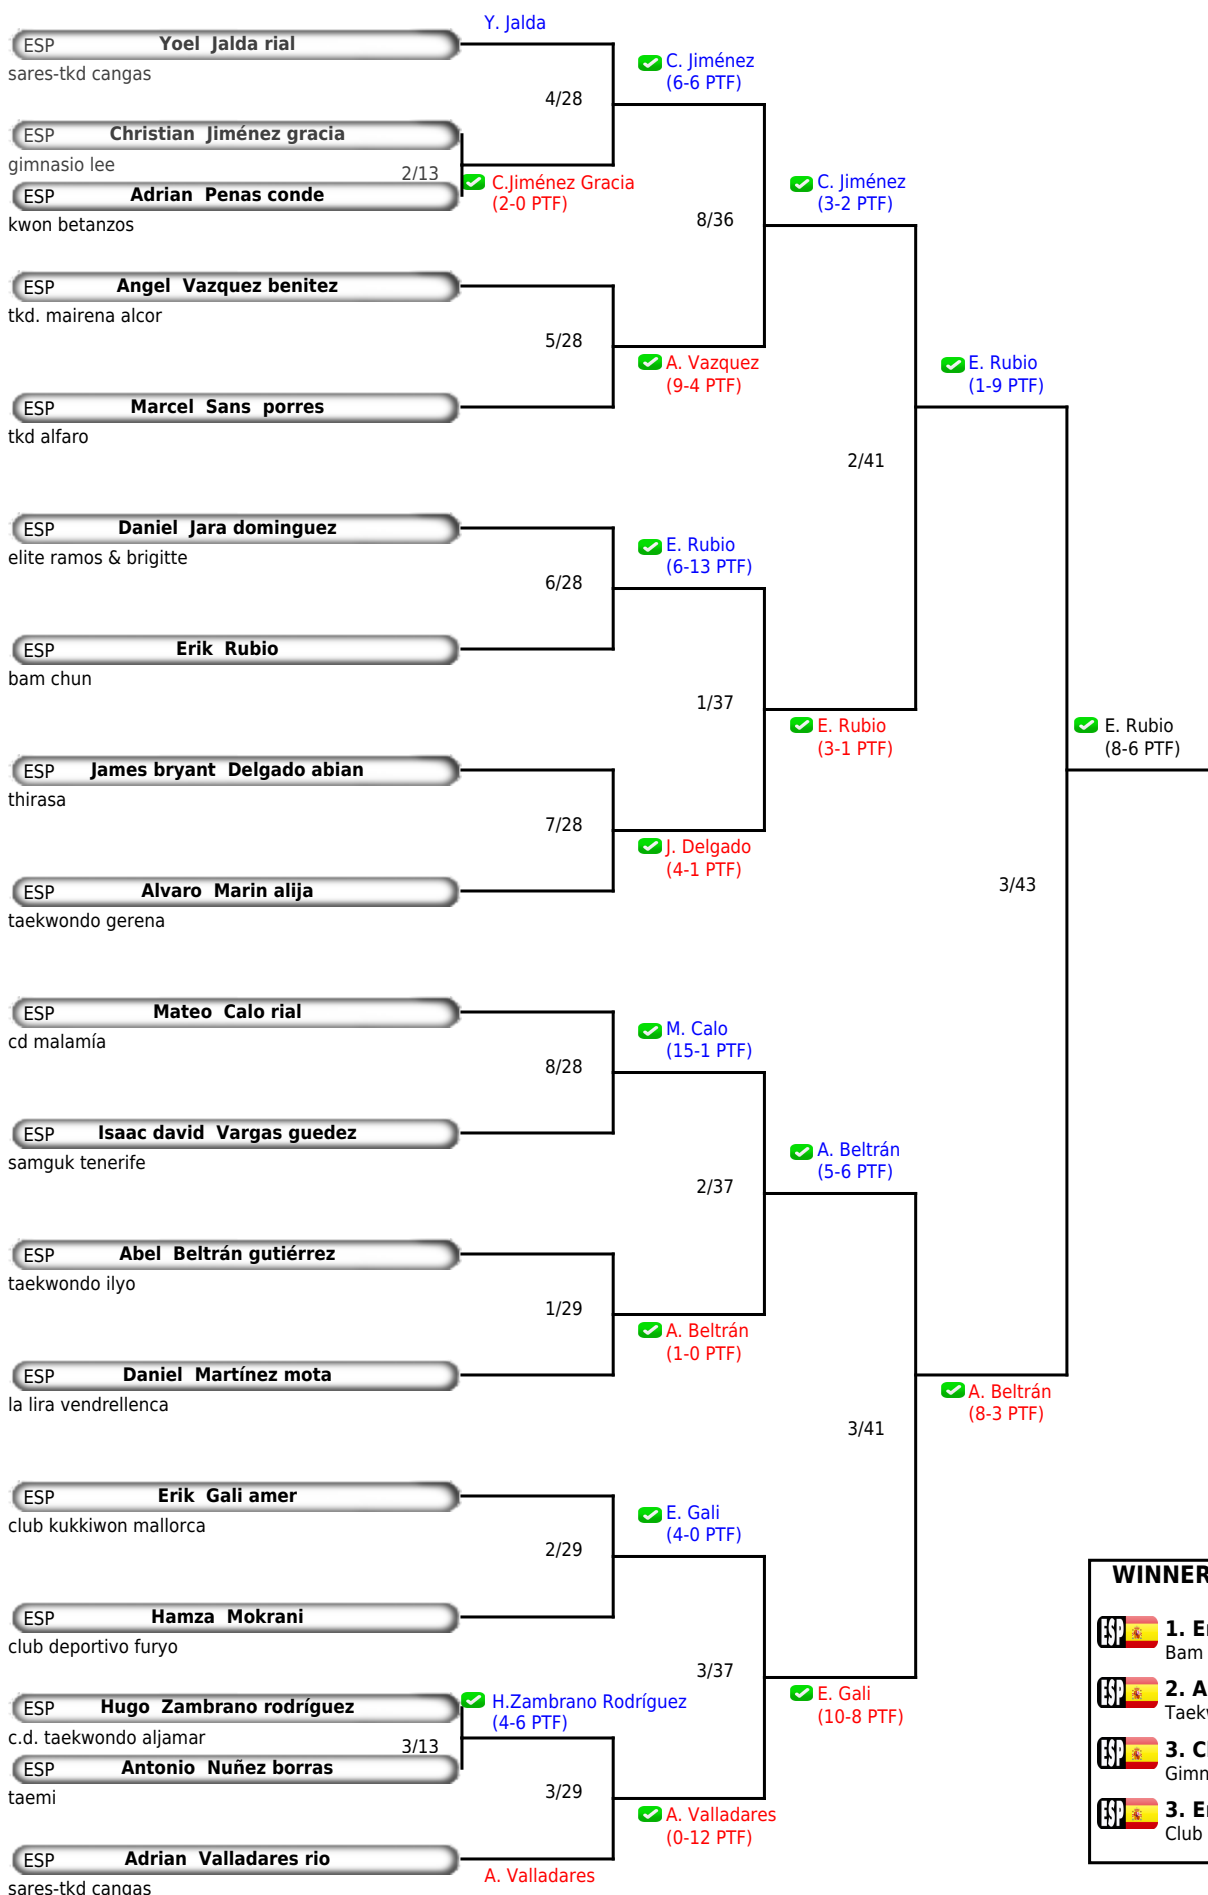 Y. Jalda
ESP Yoel Jalda rial
sares-tkd cangas
C. Jiménez
(6-6 PTF)
4/28
ESP Christian Jiménez gracia
gimnasio lee
2/13
C.Jiménez Gracia
(2-0 PTF)
ESP Adrian Penas conde
kwon betanzos
C. Jiménez
(3-2 PTF)
8/36
ESP Angel Vazquez benitez
tkd. mairena alcor
5/28
A. Vazquez
(9-4 PTF)
E. Rubio
(1-9 PTF)
ESP Marcel Sans porres
tkd alfaro
2/41
ESP Daniel Jara dominguez
elite ramos & brigitte
E. Rubio
(6-13 PTF)
6/28
ESP Erik Rubio
bam chun
1/37
E. Rubio
(3-1 PTF)
E. Rubio
(8-6 PTF)
ESP James bryant Delgado abian
thirasa
7/28
J. Delgado
(4-1 PTF)
3/43
ESP Alvaro Marin alija
taekwondo gerena
ESP Mateo Calo rial
cd malamía
M. Calo
(15-1 PTF)
8/28
ESP Isaac david Vargas guedez
samguk tenerife
A. Beltrán
(5-6 PTF)
2/37
ESP Abel Beltrán gutiérrez
taekwondo ilyo
1/29
A. Beltrán
(1-0 PTF)
ESP Daniel Martínez mota
la lira vendrellenca
A. Beltrán
(8-3 PTF)
3/41
ESP Erik Gali amer
club kukkiwon mallorca
E. Gali
(4-0 PTF)
2/29
ESP Hamza Mokrani
club deportivo furyo
3/37
E. Gali
(10-8 PTF)
ESP Hugo Zambrano rodríguez
c.d. taekwondo aljamar
H.Zambrano Rodríguez
(4-6 PTF)
3/13
ESP Antonio Nuñez borras
taemi
3/29
A. Valladares
(0-12 PTF)
ESP Adrian Valladares rio
sares-tkd cangas
A. Valladares
WINNER
ESP 1. Er
Bam
ESP 2. A
Taekw
ESP 3. Cl
Gimn
ESP 3. Er
Club